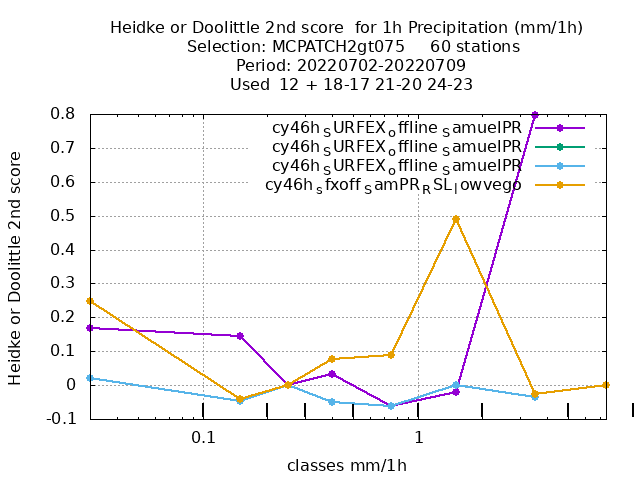 Heidke or Doolittle 2nd score  for 1h Precipitation (mm/1h)
Selection: MCPATCH2gt075     60 stations
Period: 20220702-20220709
Used  12 + 18-17 21-20 24-23
cy46h_SURFEX_offline_SamuelPR
cy46h_SURFEX_offline_SamuelPR
cy46h_SURFEX_offline_SamuelPR
cy46h_sfxoff_SamPR_RSL_lowvego
Heidke or Doolittle 2nd score
0.8
0.7
0.6
0.5
0.4
0.3
0.2
0.1
0
-0.1
0.1
1
classes mm/1h